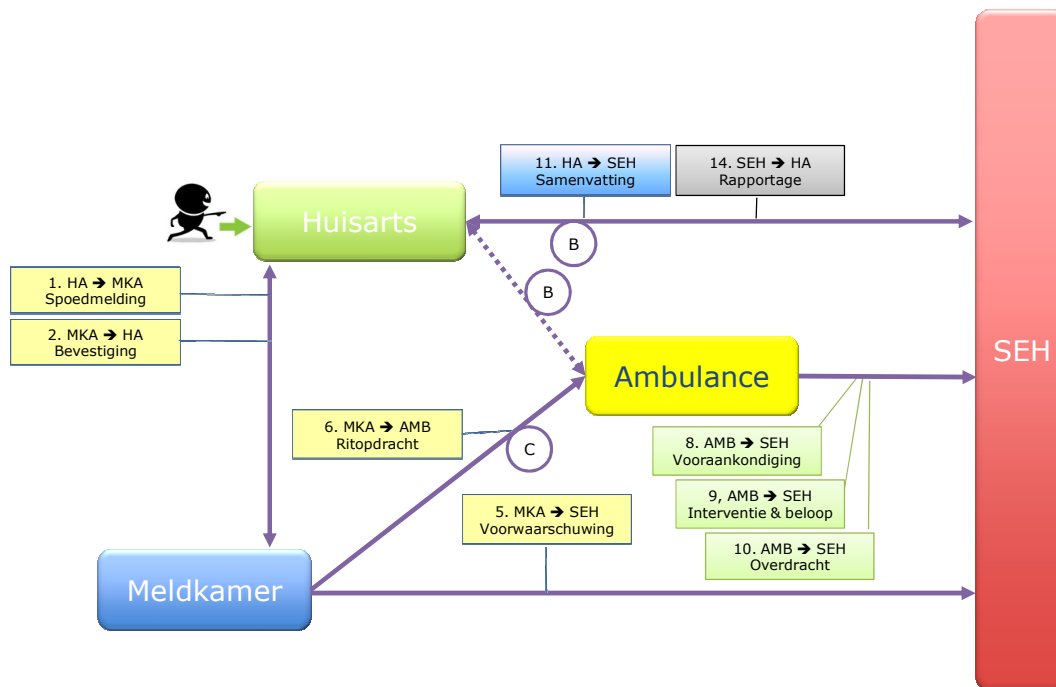 11. HA ➔ SEH
Samenvatting
14. SEH ➔ HA
Rapportage
Huisarts
B
1. HA ➔ MKA
Spoedmelding
B
2. MKA ➔ HA
Bevestiging
SEH
Ambulance
6. MKA ➔ AMB
Ritopdracht
C
8. AMB ➔ SEH
Vooraankondiging
9, AMB ➔ SEH
Interventie & beloop
5. MKA ➔ SEH
Voorwaarschuwing
10. AMB ➔ SEH
Overdracht
Meldkamer